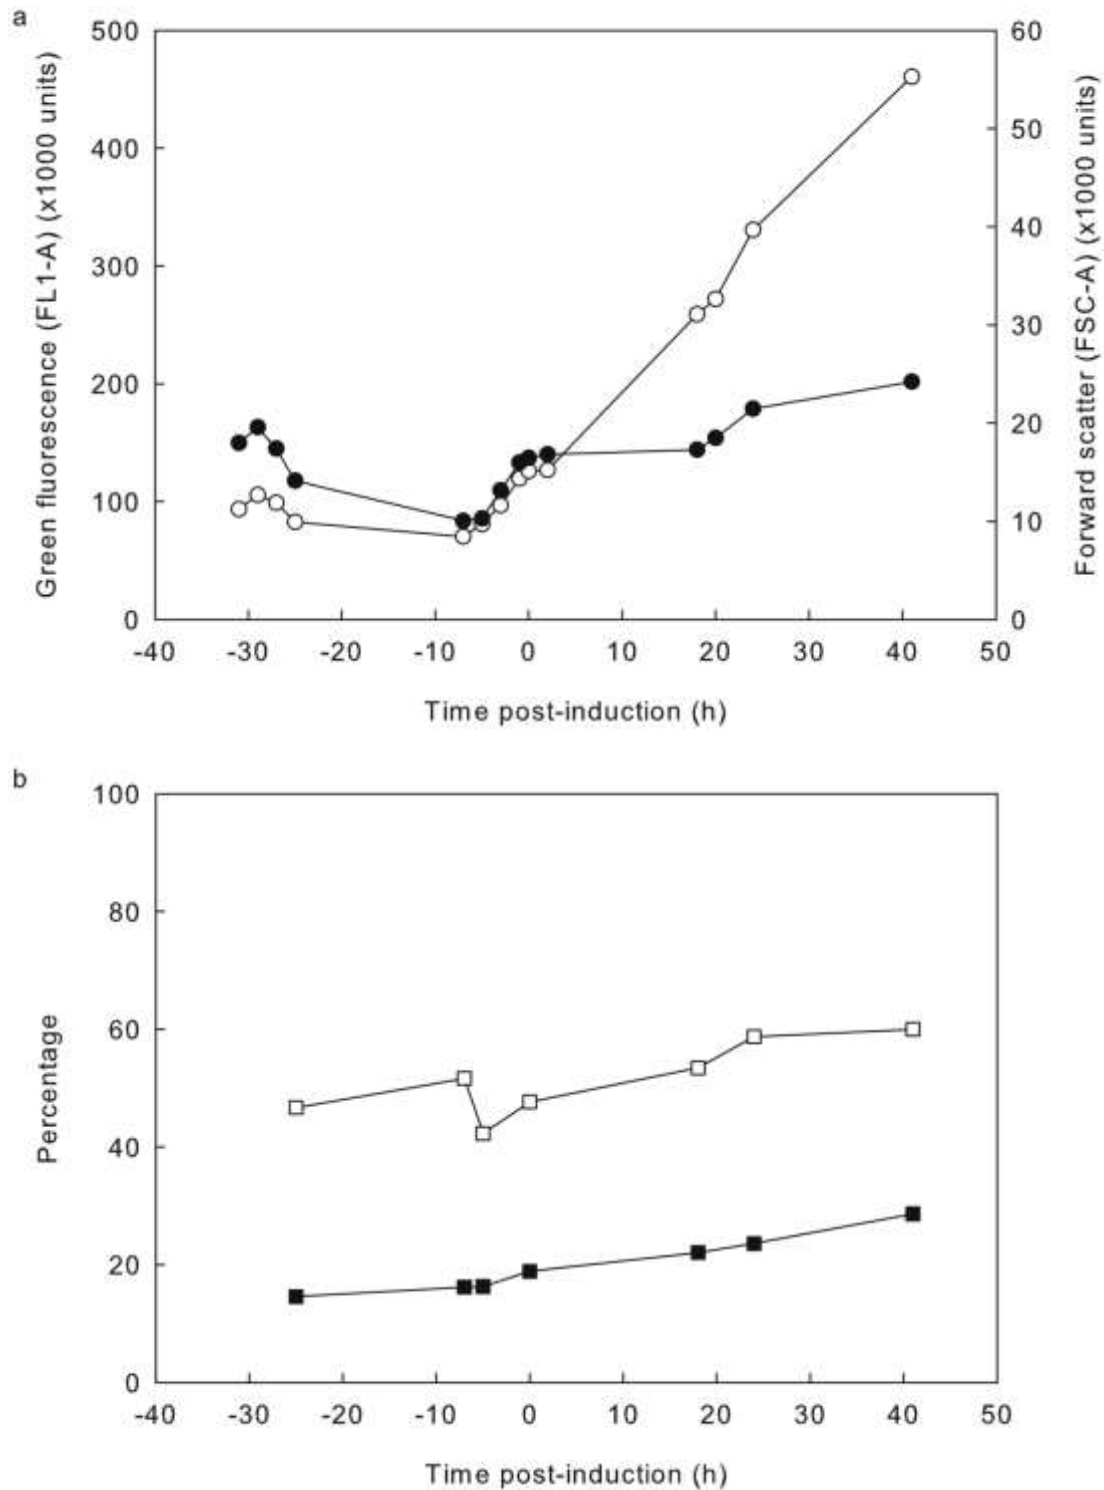 a
Green fluorescence (FL1-A) (x1000 units)
500
400
300
200
100
0
60
50
40
30
20
10
0
Forward scatter (FSC-A) (x1000 units)
-40 -30 -20 -10 0 10 20 30 40 50
Time post-induction (h)
b
Percentage
100
80
60
40
20
0
-40 -30 -20 -10 0 10 20 30 40 50
Time post-induction (h)